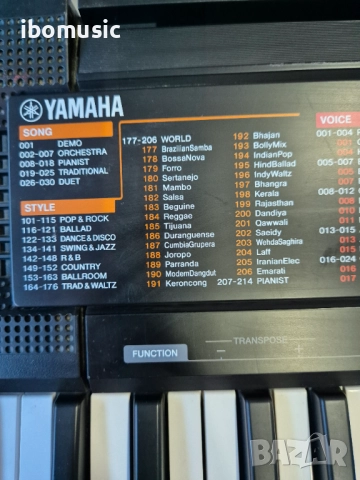 ibomusic
YAMAHA
SONG
001 DEMO
002-007 ORCHESTRA
008-018 PIANIST
019-025 TRADITIONAL
026-030 DUET
STYLE
101-115 POP & ROCK
116-121 BALLAD
122-133 DANCE & DISCO
134-141 SWING & JAZZ
142-148 R & B
149-152 COUNTRY
153-163 BALLROOM
164-176 TRAD & WALTZ
177-206 WORLD
177 BrazilianSamba
178 BossaNova
179 Forro
180 Sertanejo
181 Mambo
182 Salsa
183 Beguine
184 Reggae
185 Tijuana
186 Duranguense
187 CumbiaGrupera
188 Joropo
189 Parranda
190 ModernDangdut
191 Keroncong
192 Bhajan
193 BollyMix
194 IndianPop
195 HindBallad
196 IndyWaltz
197 Bhangra
198 Kerala
199 Rajasthan
200 Dandiya
201 Qawwali
202 Saeidy
203 WehdaSaghira
204 Laff
205 IranianElec
206 Emarati
207-214 PIANIST
VOICE
001-004
003
004
005-007
008-012
013-015
013
015
016-024
016
017
FUNCTION
TRANSPOSE
- +
BAZAR